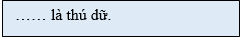 …… là thú dữ.